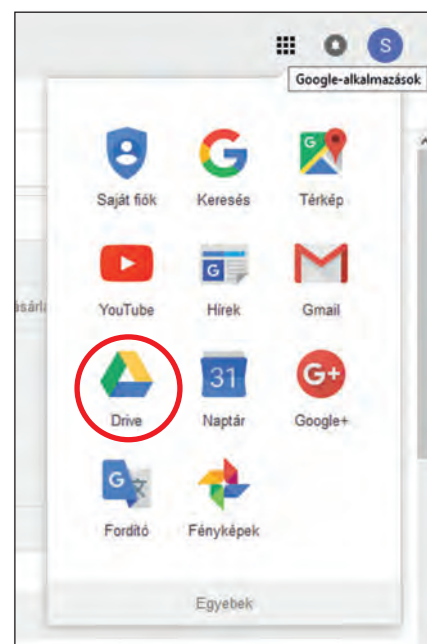 S
Google-alkalmazások
Saját fiók Keresés Térkép
G
YouTube Hírek Gmail
31 G+
Drive Naptár Google+
G
Fordító Fényképek
Egyebek